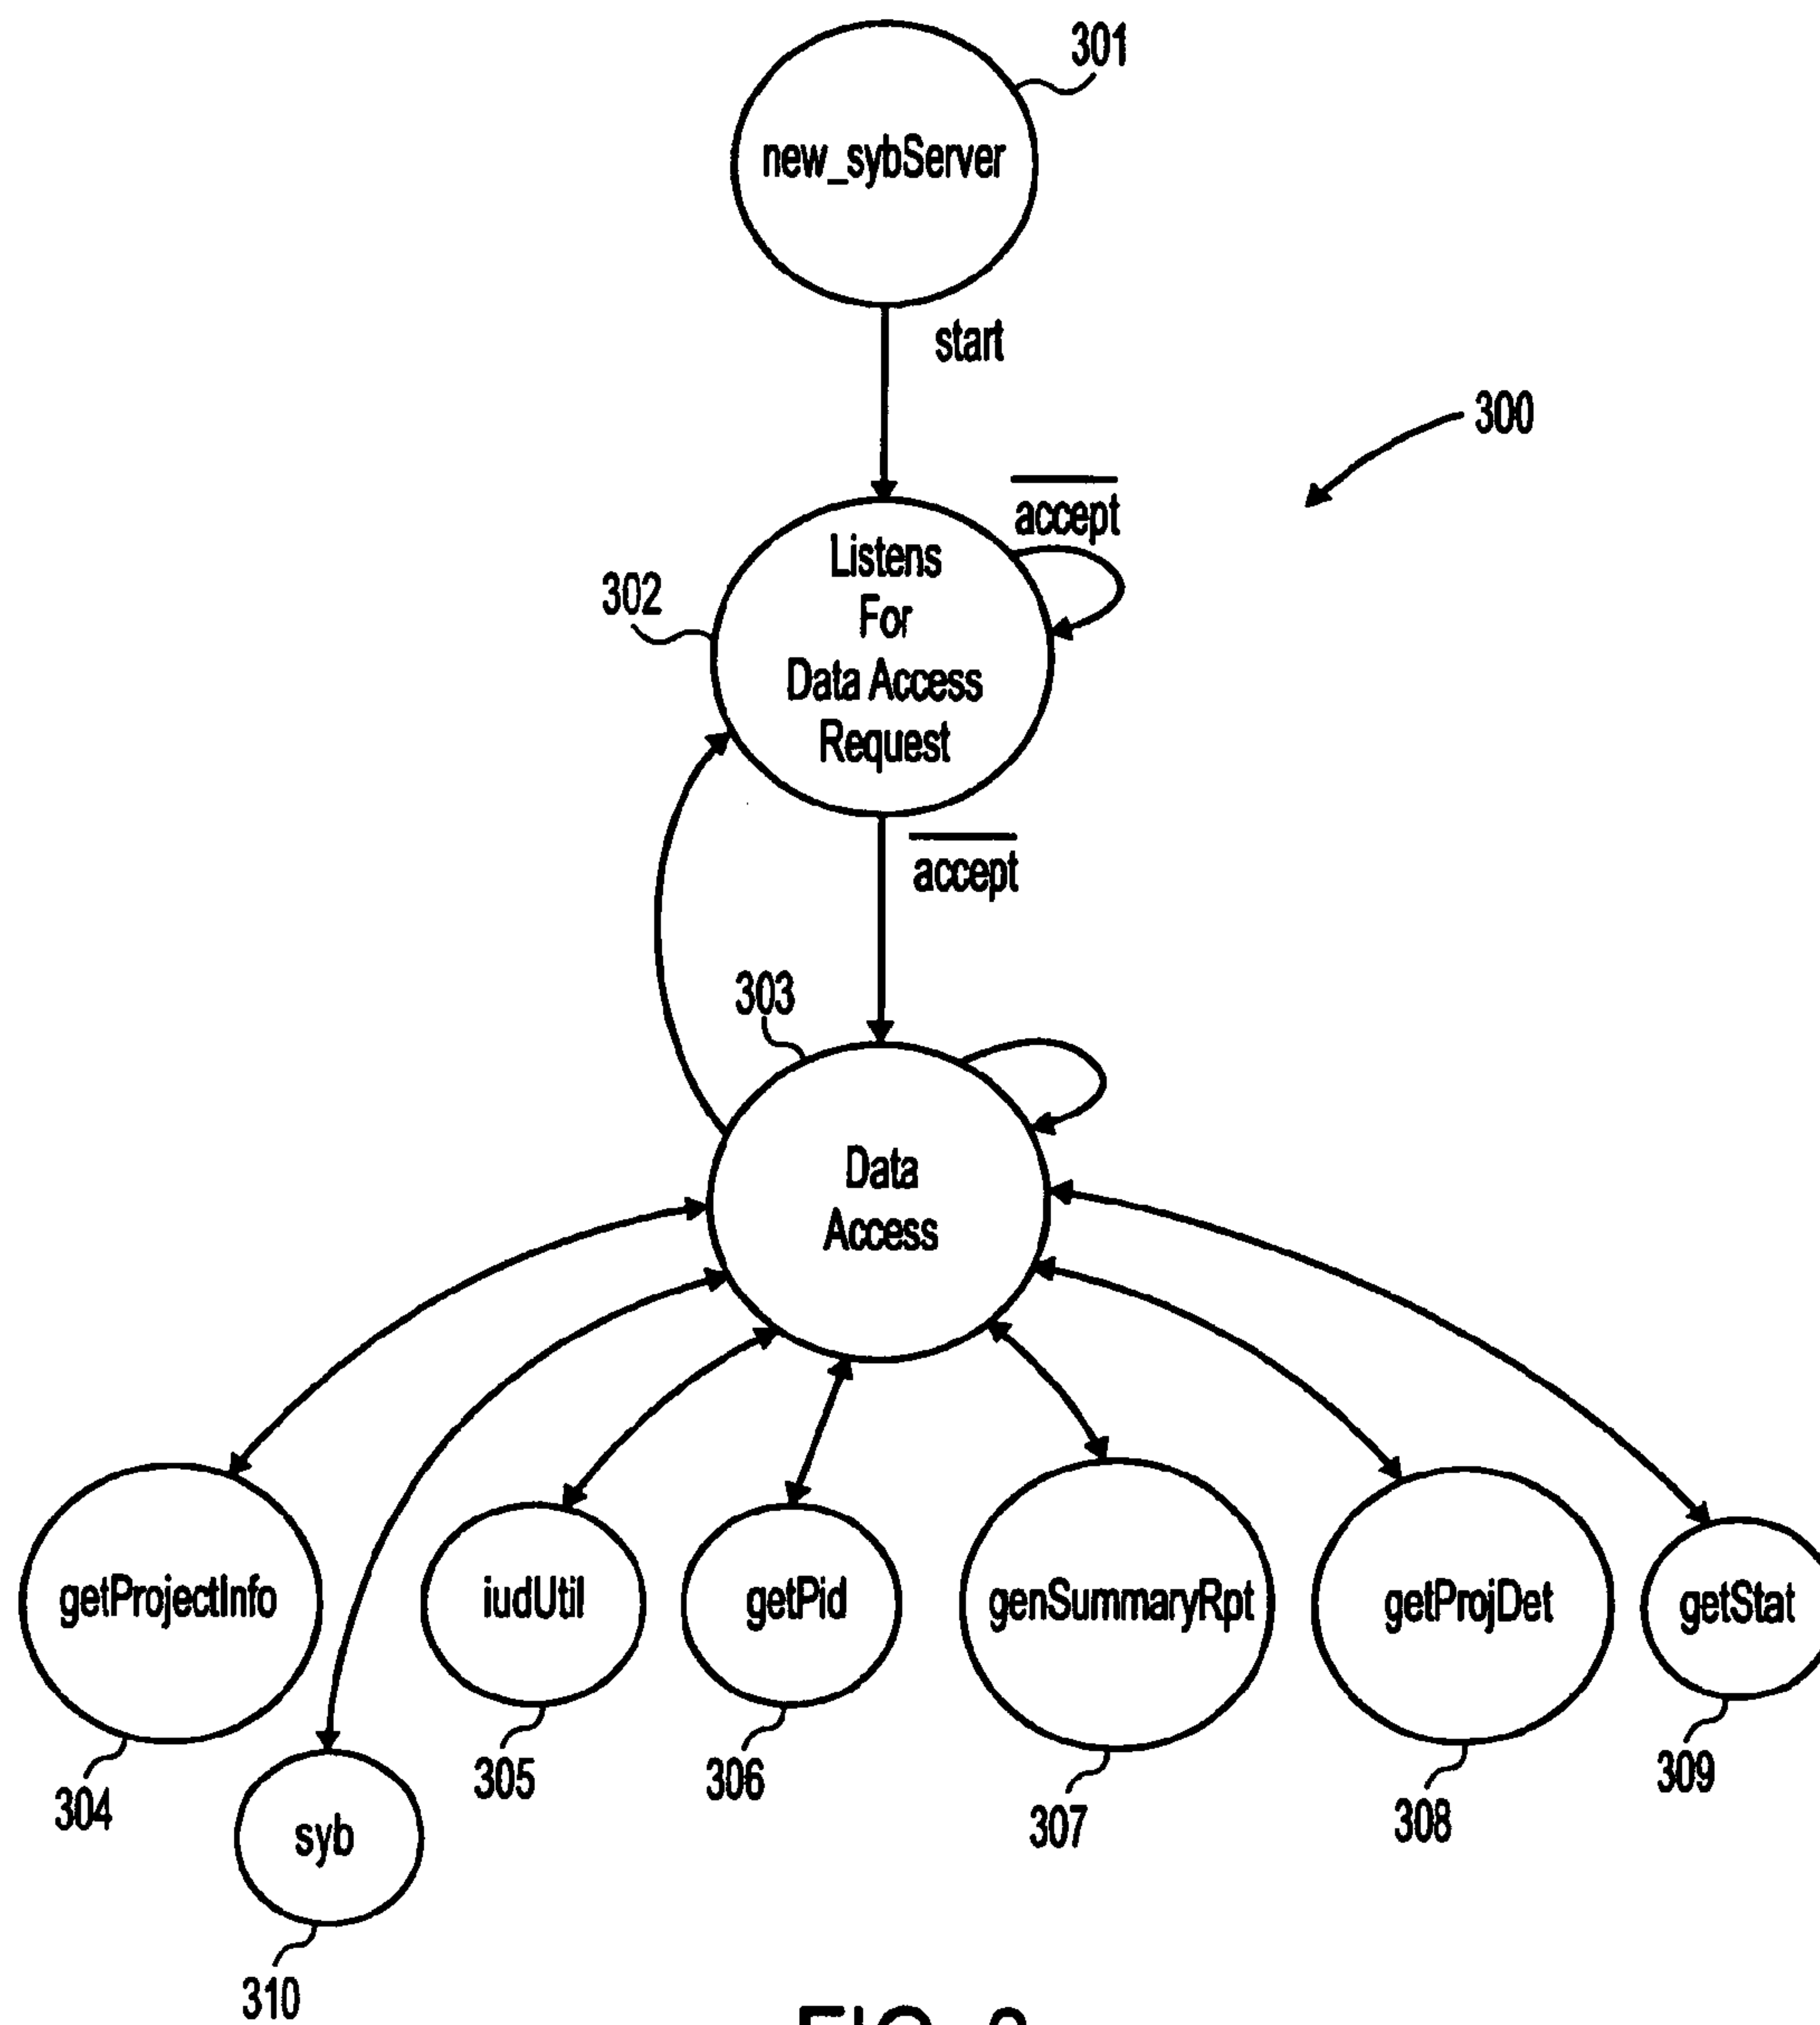 301
new_sybServer
start
300
accept
Listens
For
Data Access
Request
302
accept
303
Data
Access
getProjectInfo
iudUtil
getPid
genSummaryRpt
getProjDet
getStat
304
305
306
307
308
309
syb
310